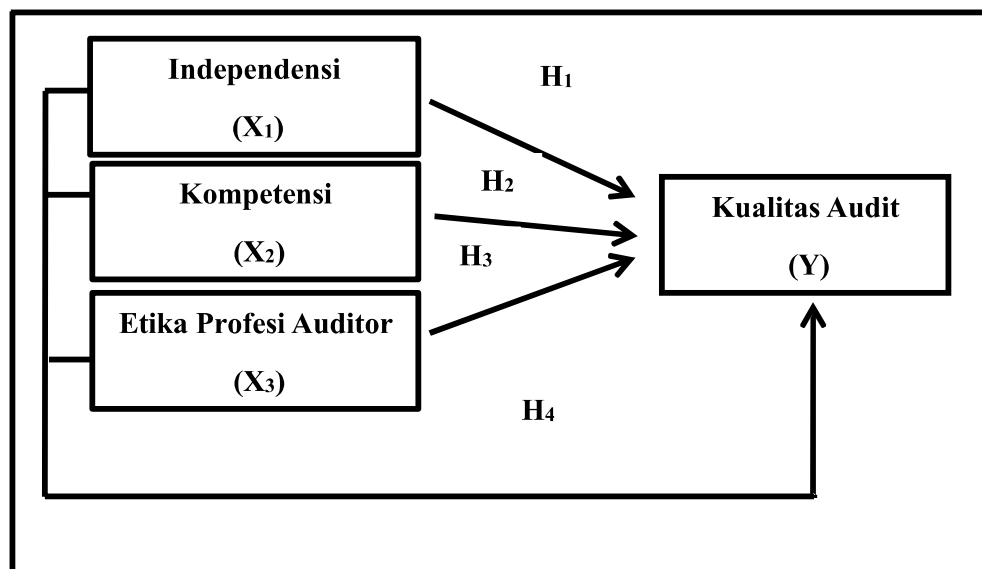 Independensi
(X₁)
H₁
Kompetensi
(X₂)
H₂
H₃
Etika Profesi Auditor
(X₃)
H₄
Kualitas Audit
(Y)